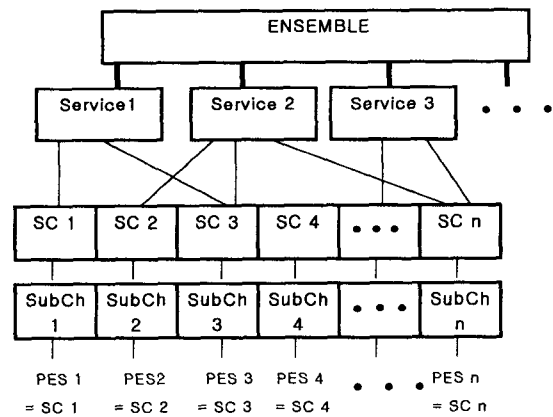 ENSEMBLE
Service1 Service 2 Service 3 • • •
SC 1 SC 2 SC 3 SC 4 • • • SC n
SubCh SubCh SubCh SubCh • • • SubCh
1 2 3 4 n
PES 1 PES2 PES 3 PES 4 • • • PES n
= SC 1 = SC 2 = SC 3 = SC 4 = SC n